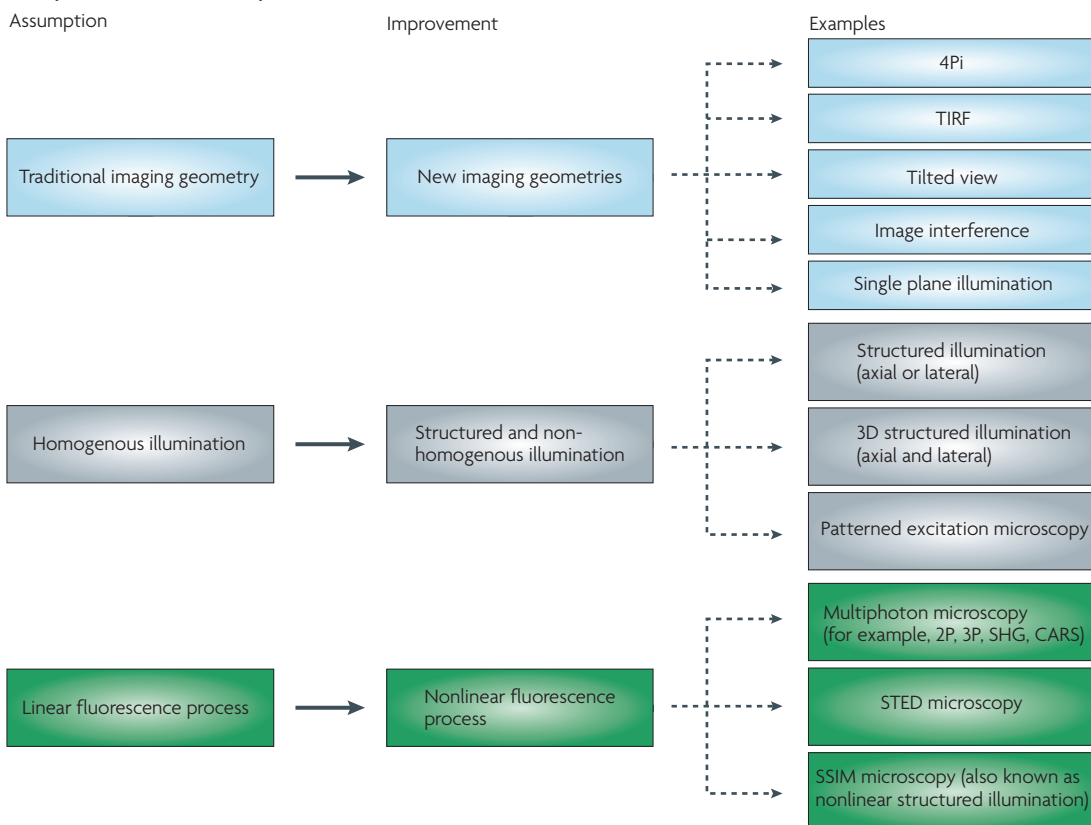 Assumption
Improvement
Examples
Traditional imaging geometry
New imaging geometries
4Pi
TIRF
Tilted view
Image interference
Single plane illumination
Homogenous illumination
Structured and non-
homogenous illumination
Structured illumination
(axial or lateral)
3D structured illumination
(axial and lateral)
Patterned excitation microscopy
Linear fluorescence process
Nonlinear fluorescence
process
Multiphoton microscopy
(for example, 2P, 3P, SHG, CARS)
STED microscopy
SSIM microscopy (also known as
nonlinear structured illumination)